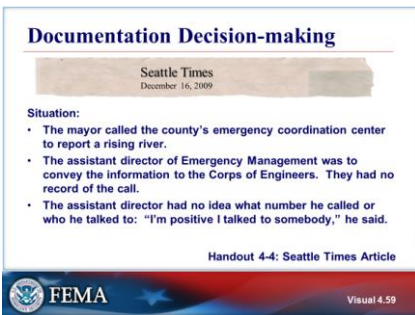 Documentation Decision-making
Seattle Times
December 16, 2009
Situation:
• The mayor called the county's emergency coordination center
to report a rising river.
• The assistant director of Emergency Management was to
convey the information to the Corps of Engineers. They had no
record of the call.
• The assistant director had no idea what number he called or
who he talked to: "I'm positive I talked to somebody," he said.
Handout 4-4: Seattle Times Article
FEMA
Visual 4.59